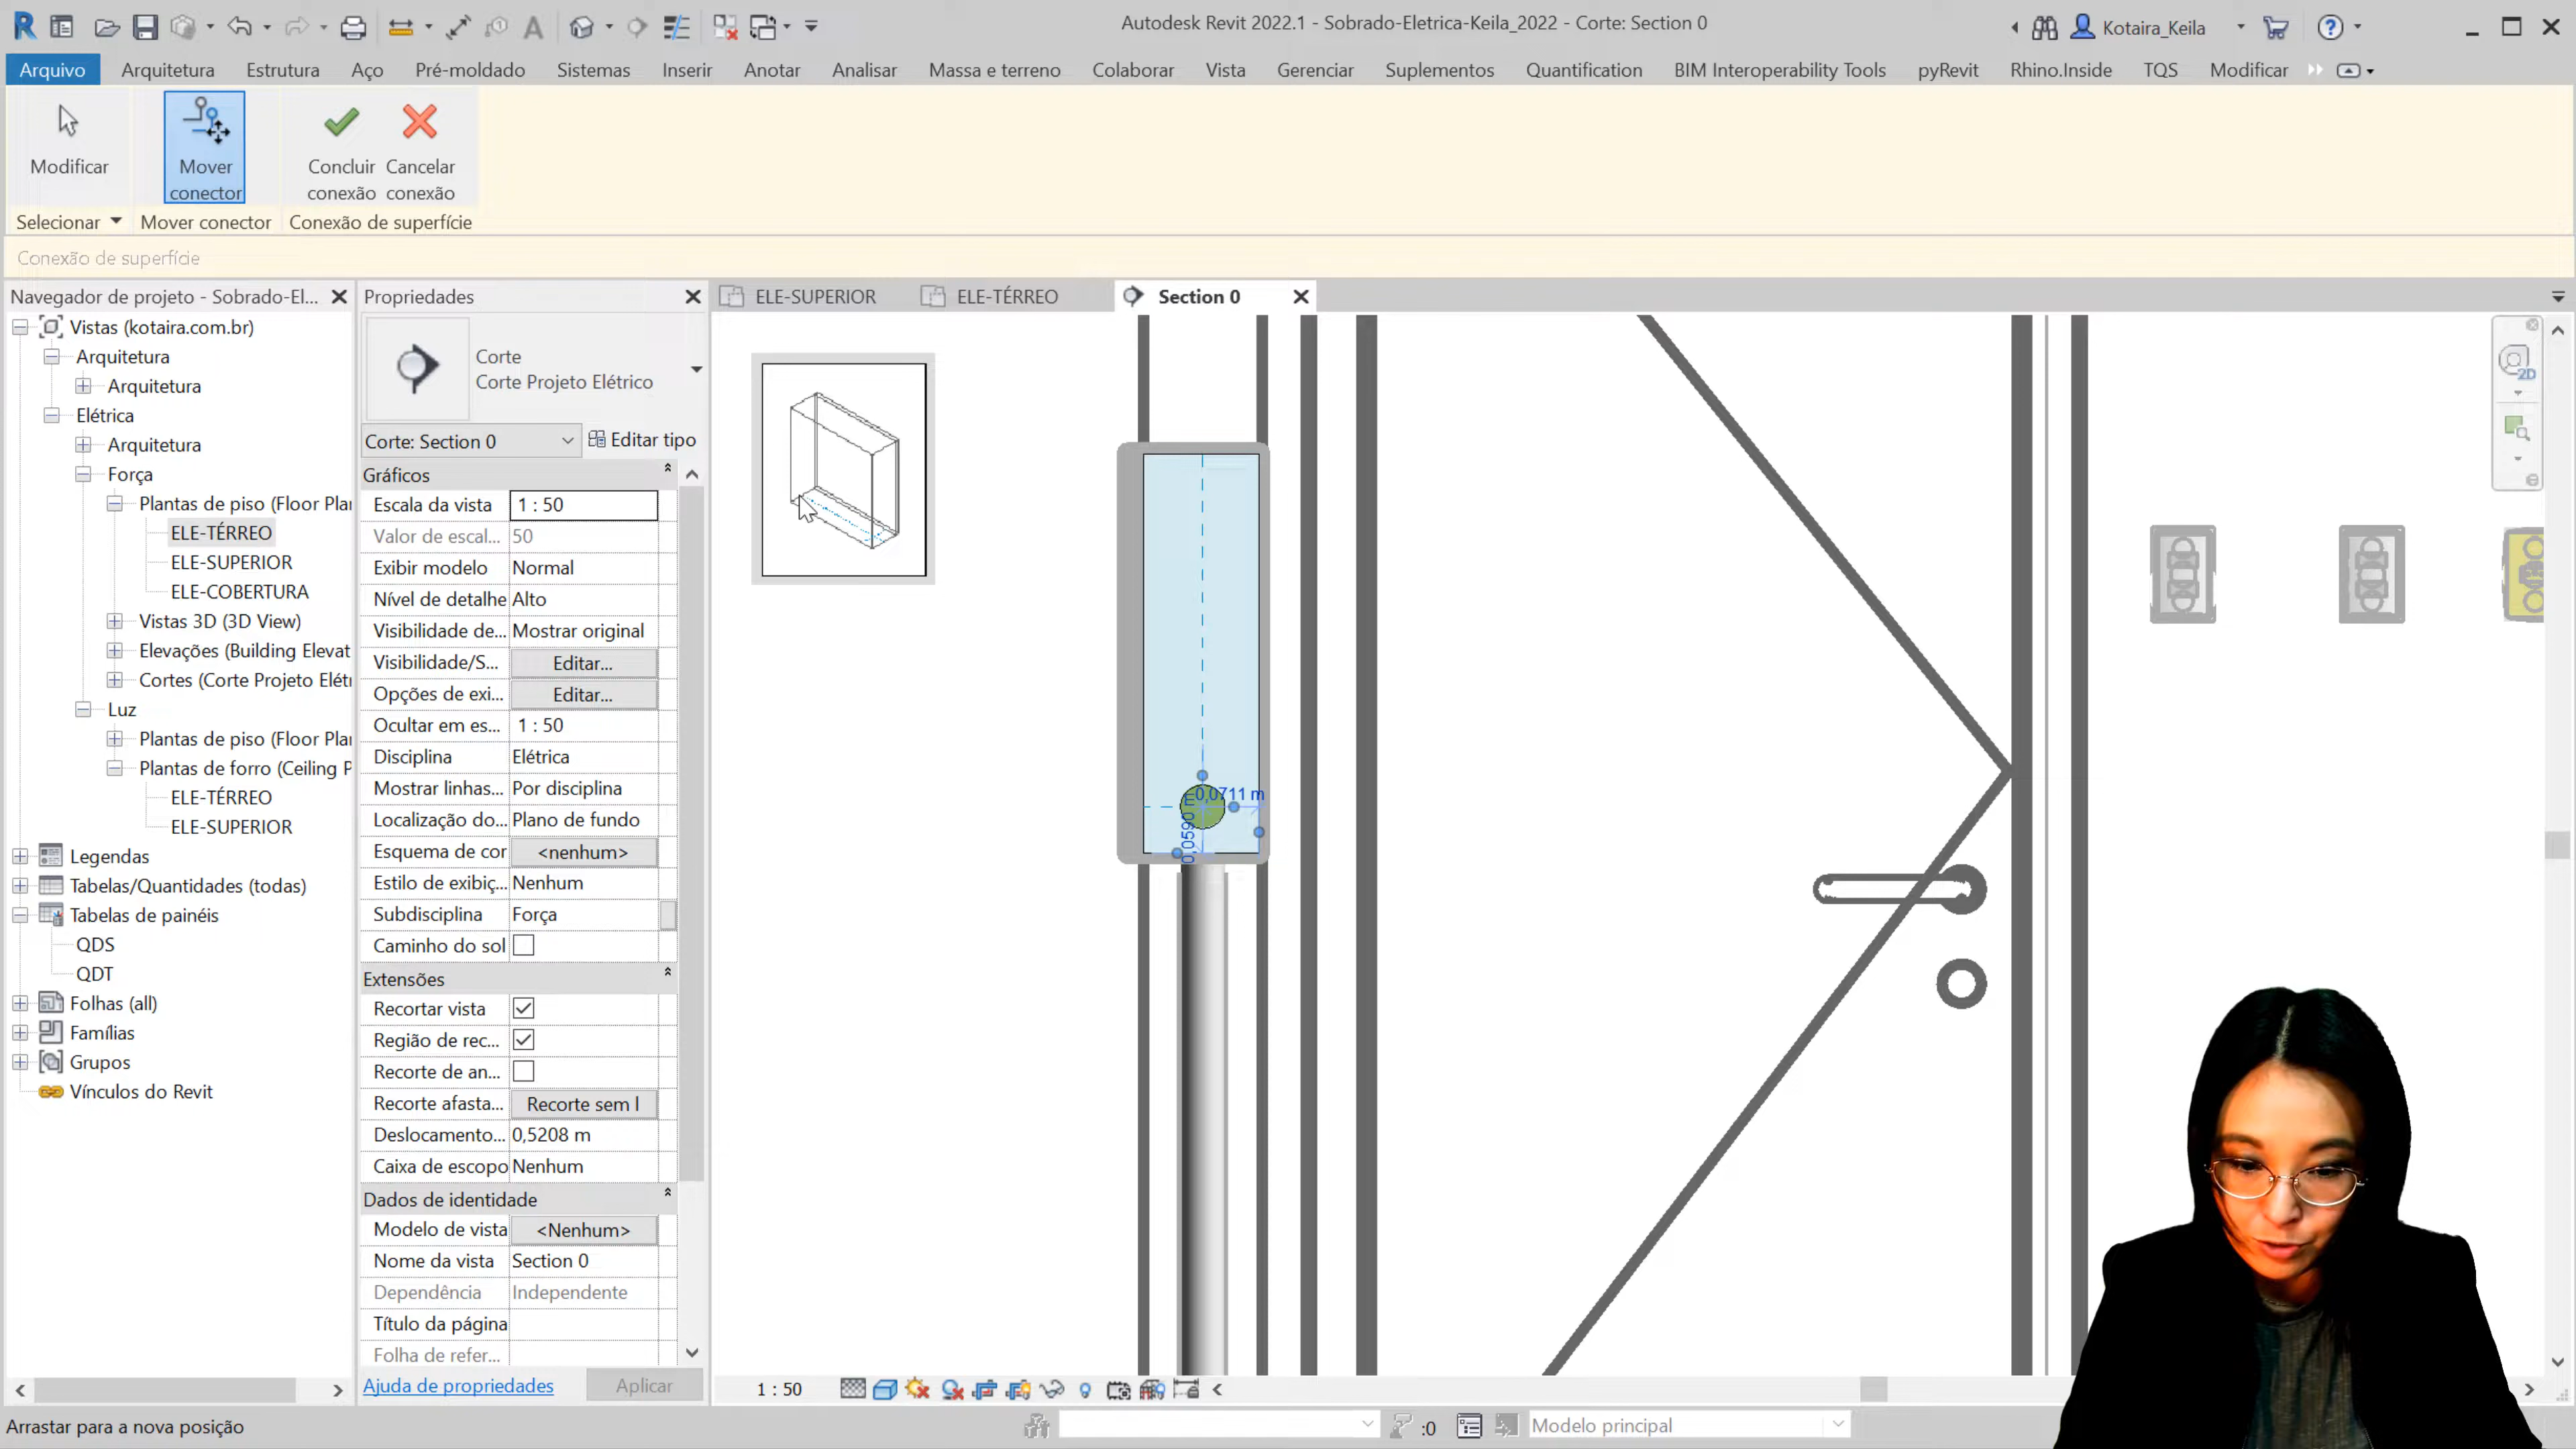 Autodesk Revit 2022.1 - Sobrado-Eletrica-Keila_2022 - Corte: Section 0
Kotaira_Keila
Arquivo Arquitetura Estrutura Aço Pré-moldado Sistemas Inserir Anotar Analisar Massa e terreno Colaborar Vista Gerenciar Suplementos Quantification BIM Interoperability Tools pyRevit Rhino.Inside TQS Modificar
Modificar
Mover conector
Concluir conexão
Cancelar conexão
Selecionar Mover conector Conexão de superfície
Conexão de superfície
Navegador de projeto - Sobrado-El...
Vistas (kotaira.com.br)
Arquitetura
Arquitetura
Elétrica
Arquitetura
Força
Plantas de piso (Floor Pla
ELE-TÉRREO
ELE-SUPERIOR
ELE-COBERTURA
Vistas 3D (3D View)
Elevações (Building Elevat
Cortes (Corte Projeto Elét
Luz
Plantas de piso (Floor Pla
Plantas de forro (Ceiling P
ELE-TÉRREO
ELE-SUPERIOR
Legendas
Tabelas/Quantidades (todas)
Tabelas de painéis
QDS
QDT
Folhas (all)
Famílias
Grupos
Vínculos do Revit
Propriedades
Corte
Corte Projeto Elétrico
Corte: Section 0 Editar tipo
Gráficos
Escala da vista 1 : 50
Valor de escal... 50
Exibir modelo Normal
Nível de detalhe Alto
Visibilidade de... Mostrar original
Visibilidade/S... Editar...
Opções de exi... Editar...
Ocultar em es... 1 : 50
Disciplina Elétrica
Mostrar linhas... Por disciplina
Localização do... Plano de fundo
Esquema de cor <nenhum>
Estilo de exibiç... Nenhum
Subdisciplina Força
Caminho do sol
Extensões
Recortar vista
Região de rec...
Recorte de an...
Recorte afasta... Recorte sem l
Deslocamento... 0,5208 m
Caixa de escopo Nenhum
Dados de identidade
Modelo de vista <Nenhum>
Nome da vista Section 0
Dependência Independente
Título da página
Folha de refer...
Ajuda de propriedades Aplicar
ELE-SUPERIOR ELE-TÉRREO Section 0
2D
0,0711 m
0,0590 m
1 : 50
Arrastar para a nova posição
:0
Modelo principal